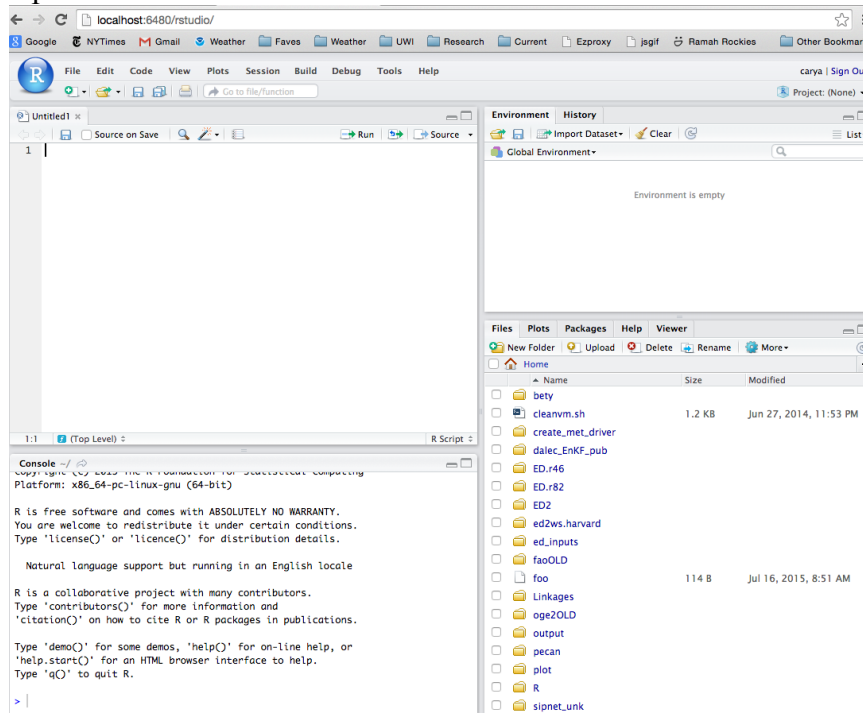 localhost:6480/rstudio/
Google NYTimes Gmail Weather Faves Weather UWI Research Current Ezproxy jsgif Ramah Rockies Other Bookmar
R File Edit Code View Plots Session Build Debug Tools Help carya | Sign Ou
Go to file/function Project: (None)
Untitled1
Source on Save Run Source
1
1:1 (Top Level) R Script
Console ~/
Copyright (C) 2015 The R Foundation for Statistical Computing
Platform: x86_64-pc-linux-gnu (64-bit)
R is free software and comes with ABSOLUTELY NO WARRANTY.
You are welcome to redistribute it under certain conditions.
Type 'license()' or 'licence()' for distribution details.
Natural language support but running in an English locale
R is a collaborative project with many contributors.
Type 'contributors()' for more information and
'citation()' on how to cite R or R packages in publications.
Type 'demo()' for some demos, 'help()' for on-line help, or
'help.start()' for an HTML browser interface to help.
Type 'q()' to quit R.
>
Environment History
Import Dataset Clear List
Global Environment
Environment is empty
Files Plots Packages Help Viewer
New Folder Upload Delete Rename More
Home
Name Size Modified
bety
cleanvm.sh 1.2 KB Jun 27, 2014, 11:53 PM
create_met_driver
dalec_EnKF_pub
ED.r46
ED.r82
ED2
ed2ws.harvard
ed_inputs
faoOLD
foo 114 B Jul 16, 2015, 8:51 AM
Linkages
oge2OLD
output
pecan
plot
R
sipnet_unk